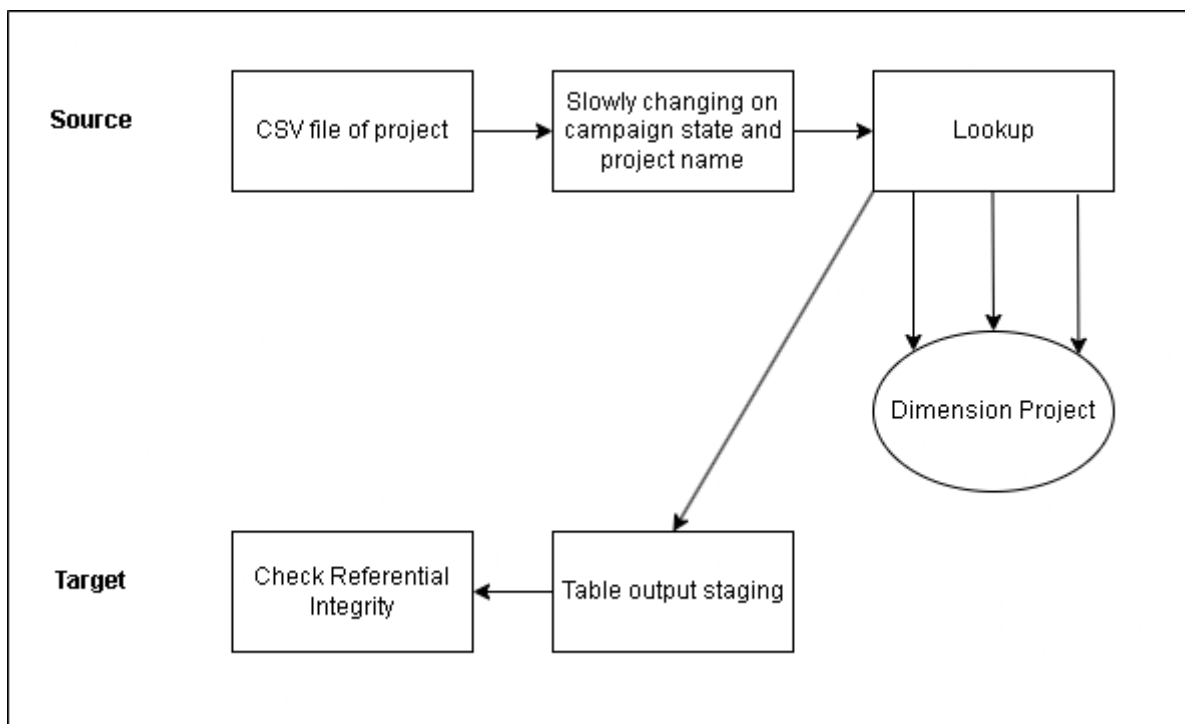 Source
CSV file of project
Slowly changing on
campaign state and
project name
Lookup
Dimension Project
Target
Check Referential
Integrity
Table output staging